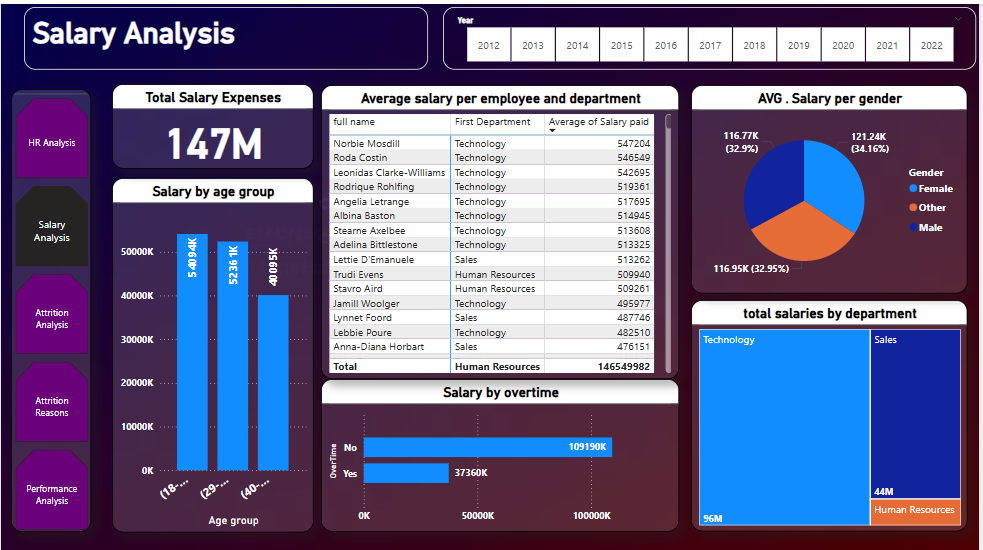 Salary Analysis
Year
2012 2013 2014 2015 2016 2017 2018 2019 2020 2021 2022
HR Analysis
Salary
Analysis
Attrition
Analysis
Attrition
Reasons
Performance
Analysis
Total Salary Expenses
147M
Salary by age group
50000K
40000K
30000K
20000K
10000K
0K
54094K
52361K
40095K
(18-...
(29-...
(40-...
Age group
Average salary per employee and department
full name First Department Average of Salary paid
Norbie Mosdill Technology 547204
Roda Costin Technology 546549
Leonidas Clarke-Williams Technology 542695
Rodrique Rohlfing Technology 519361
Angelia Letrange Technology 517695
Albina Baston Technology 514945
Stearne Axelbee Technology 513608
Adelina Bittlestone Technology 513325
Lettie D'Emanuele Sales 513262
Trudi Evens Human Resources 509940
Stavro Aird Human Resources 509261
Jamill Woolger Technology 495977
Lynnet Foord Sales 487746
Lebbie Poure Technology 482510
Anna-Diana Horbart Sales 476151
Total Human Resources 146549982
Salary by overtime
OverTime
No 109190K
Yes 37360K
0K 50000K 100000K
AVG . Salary per gender
116.77K
(32.9%)
121.24K
(34.16%)
116.95K (32.95%)
Gender
Female
Other
Male
total salaries by department
Technology
96M
Sales
44M
Human Resources